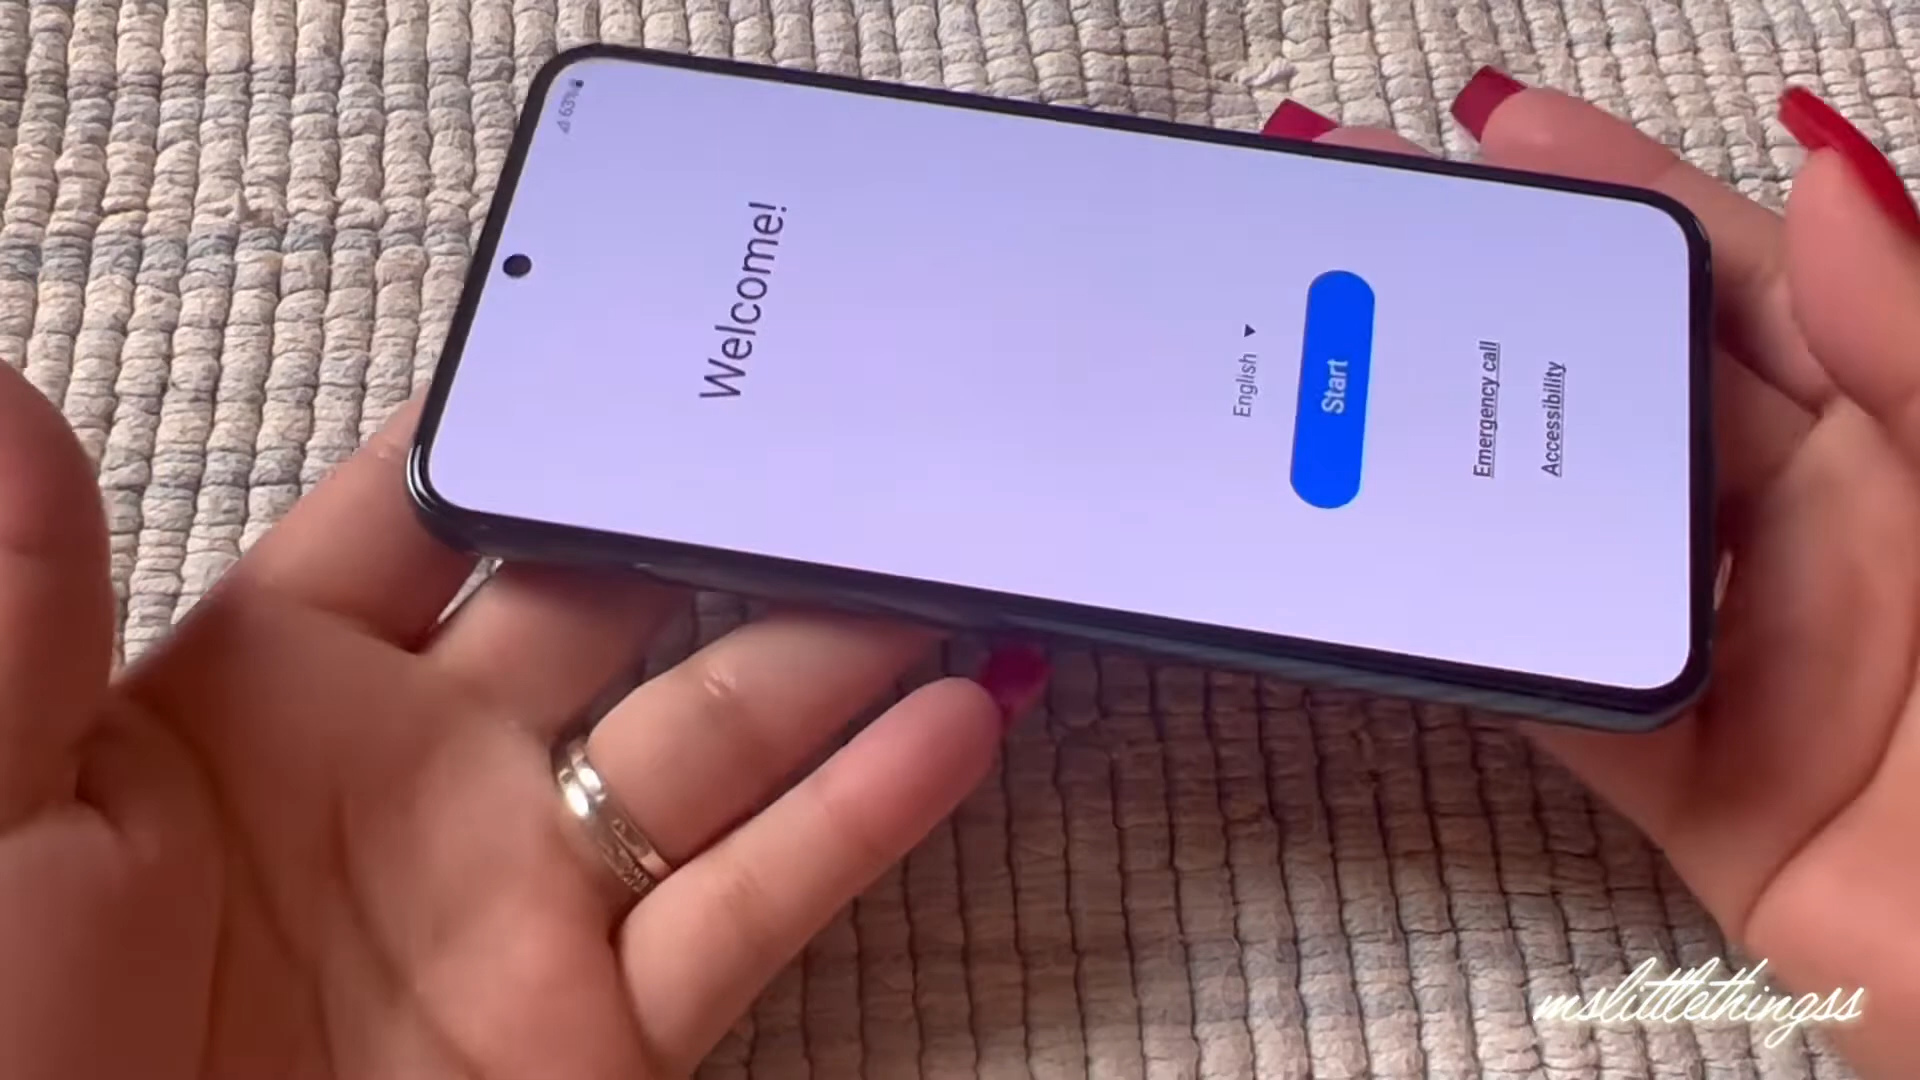 63%
Welcome!
English
Start
Emergency call
Accessibility
mslittlethingss